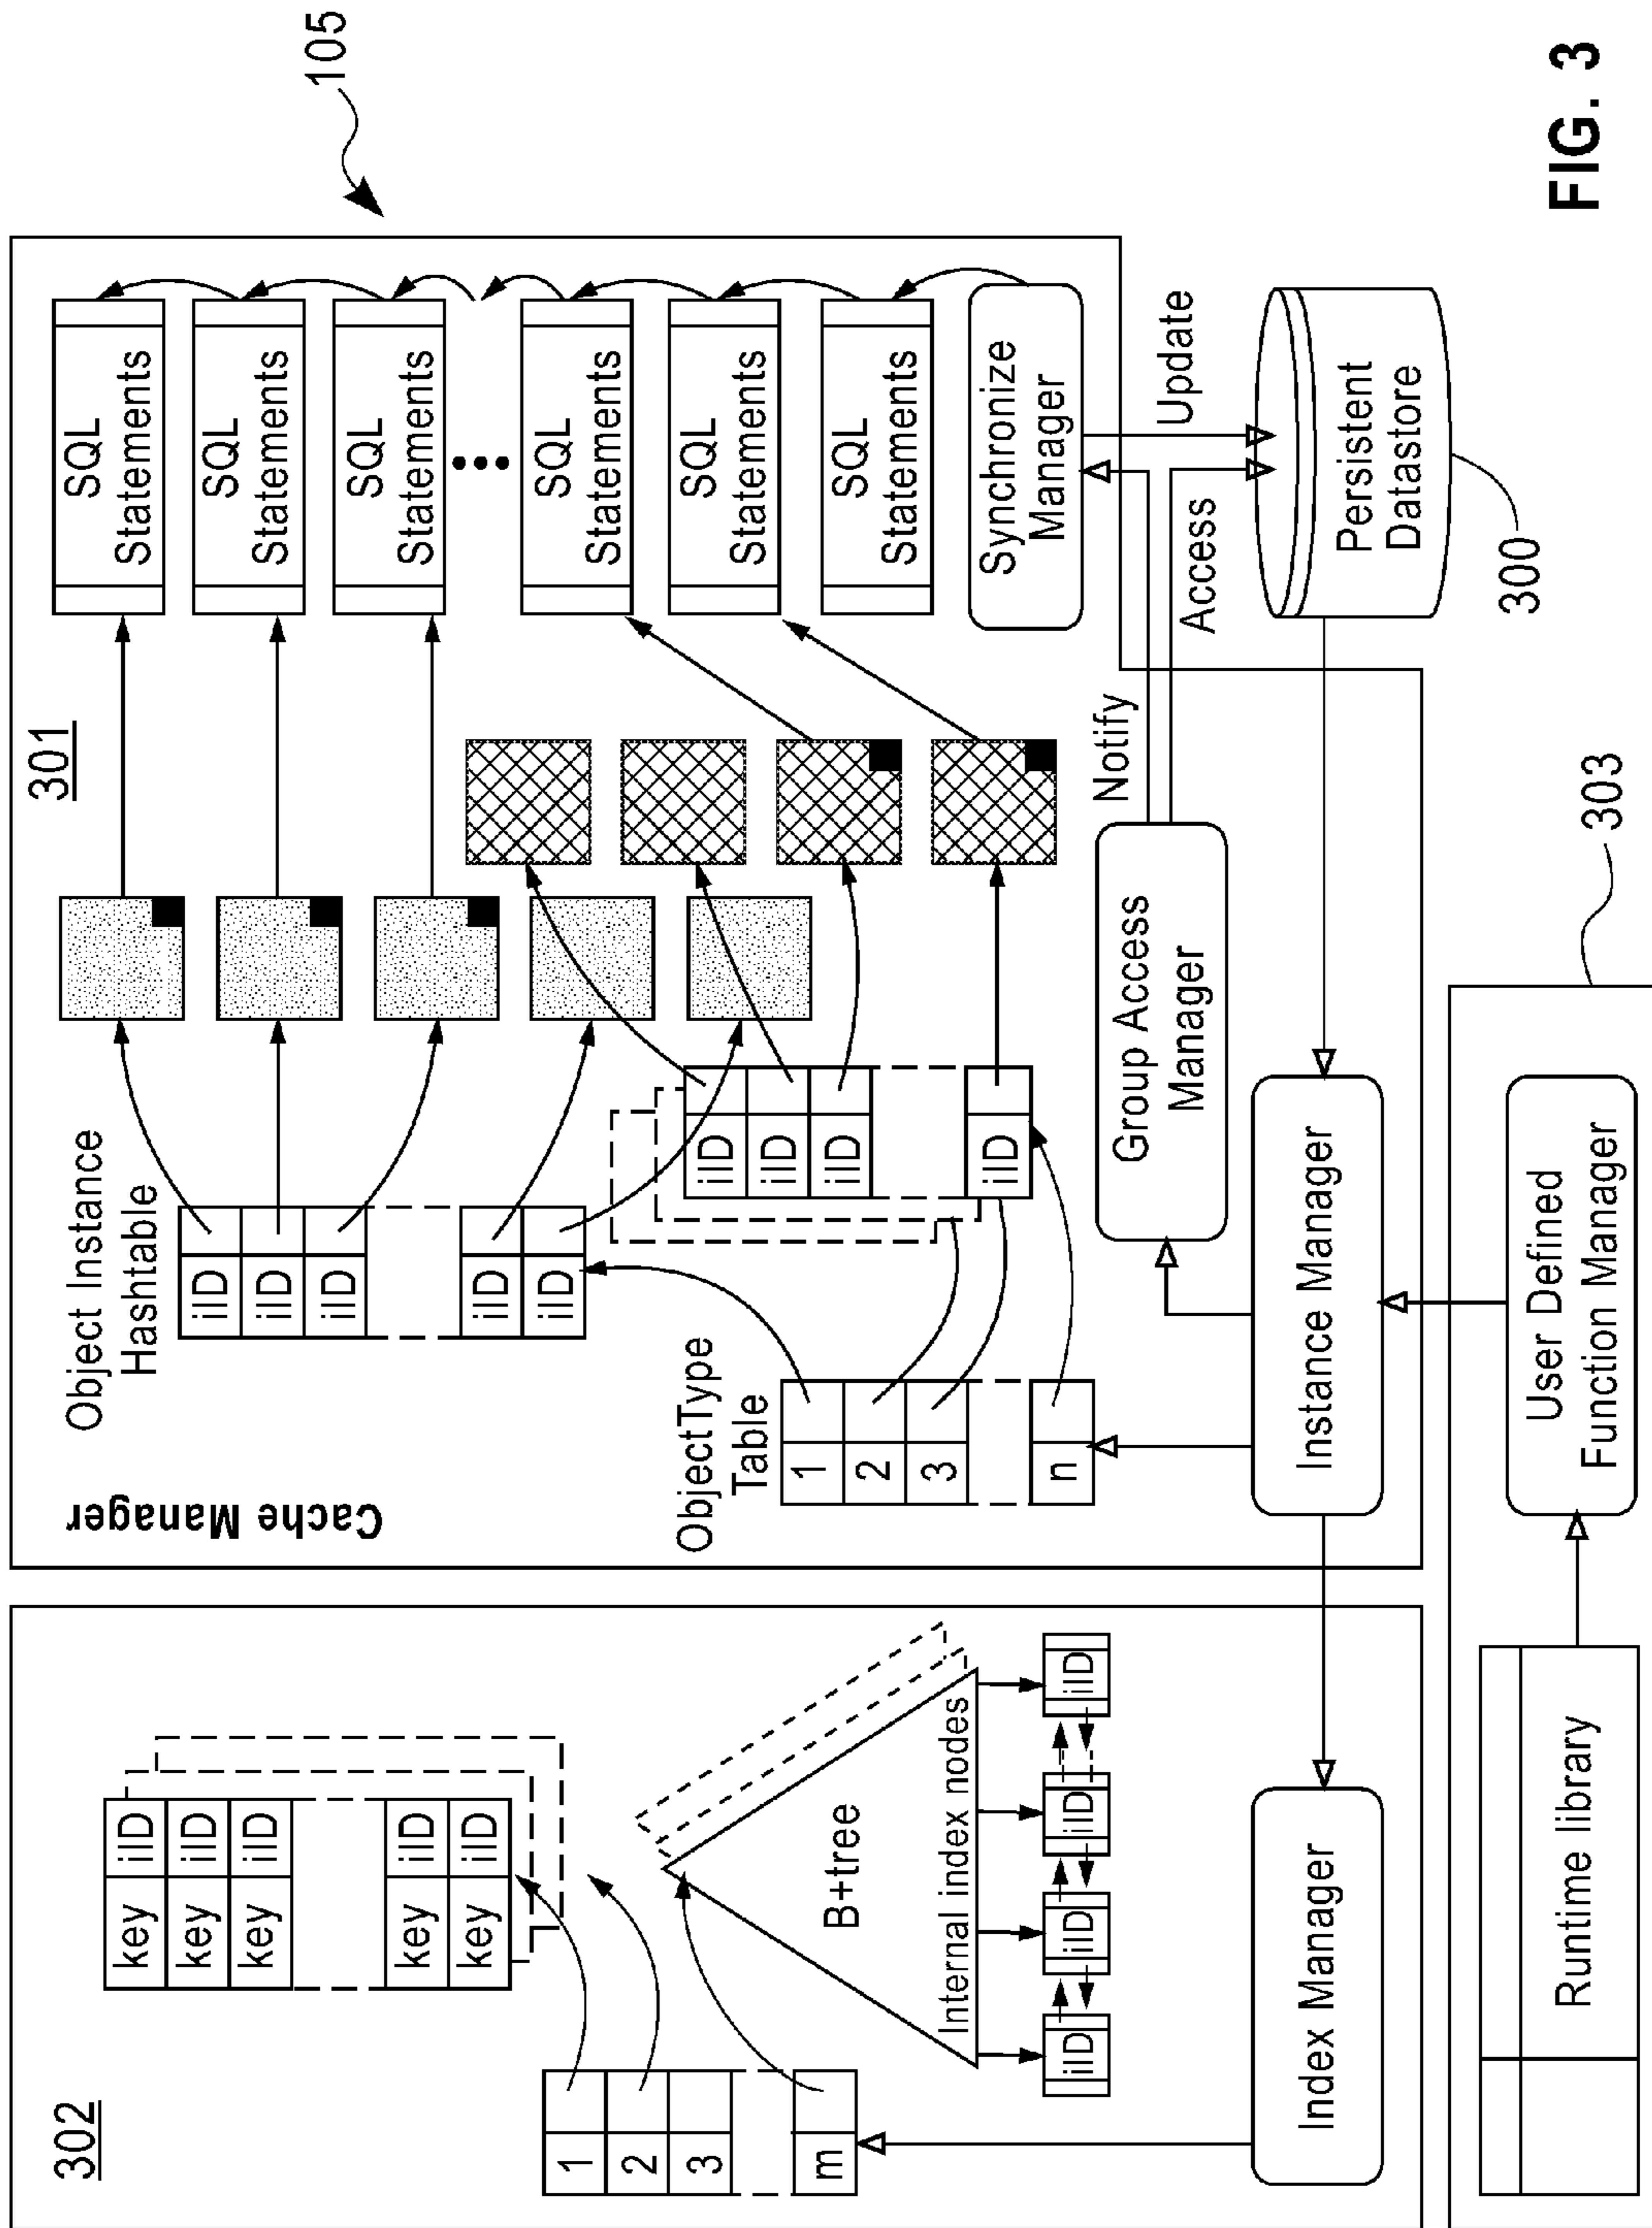 302
key iID
key iID
key iID
key iID
key iID
1
2
3
m
B+tree
Internal index nodes
iID
iID
iID
iID
Index Manager
Cache Manager
301
Object Instance
Hashtable
iID
iID
iID
iID
iID
ObjectType
Table
1
2
3
n
iID
iID
iID
iID
SQL
Statements
SQL
Statements
SQL
Statements
SQL
Statements
SQL
Statements
SQL
Statements
Synchronize
Manager
Group Access
Manager
Notify
Access
Update
Instance Manager
Persistent
Datastore
300
105
Runtime library
User Defined
Function Manager
303
FIG. 3